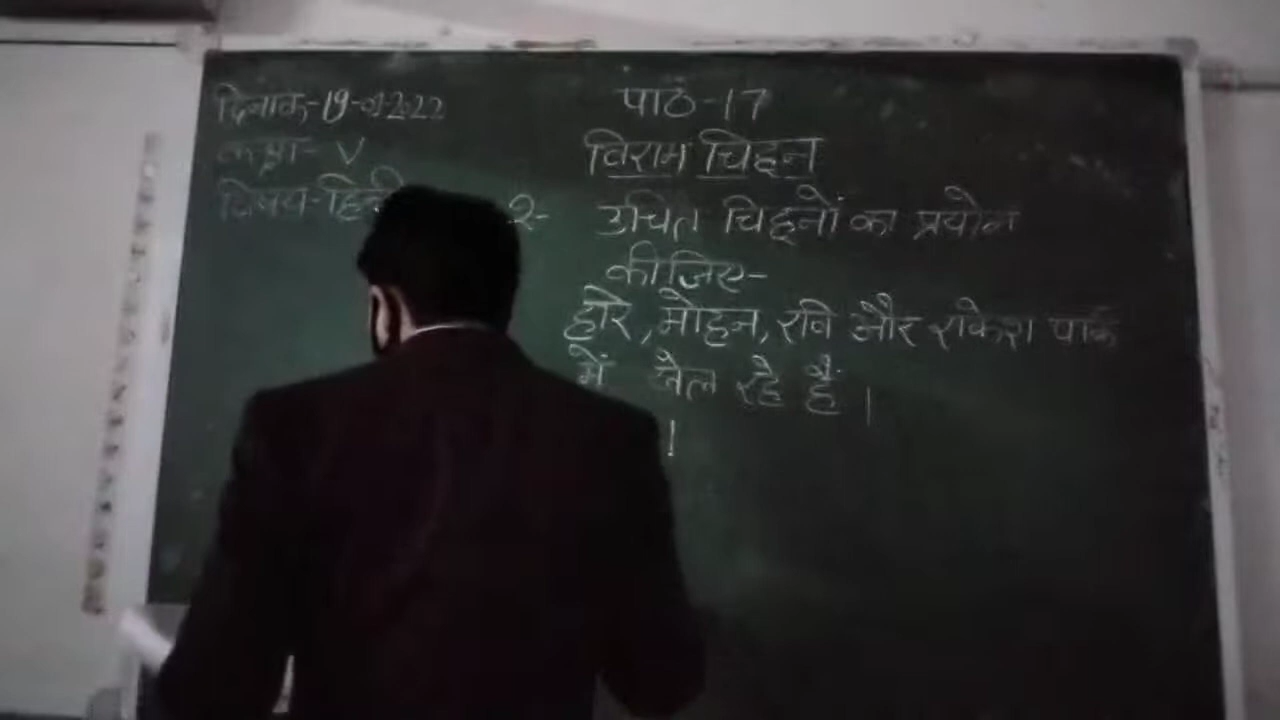 दिनांक-19-01-2022
कक्षा- V
विषय-हिंदी
पाठ-17
विराम चिह्न
2- उचित चिह्नों का प्रयोग
कीजिए-
हरि, मोहन, रवि और राकेश पार्क
में खेल रहे हैं ।
।